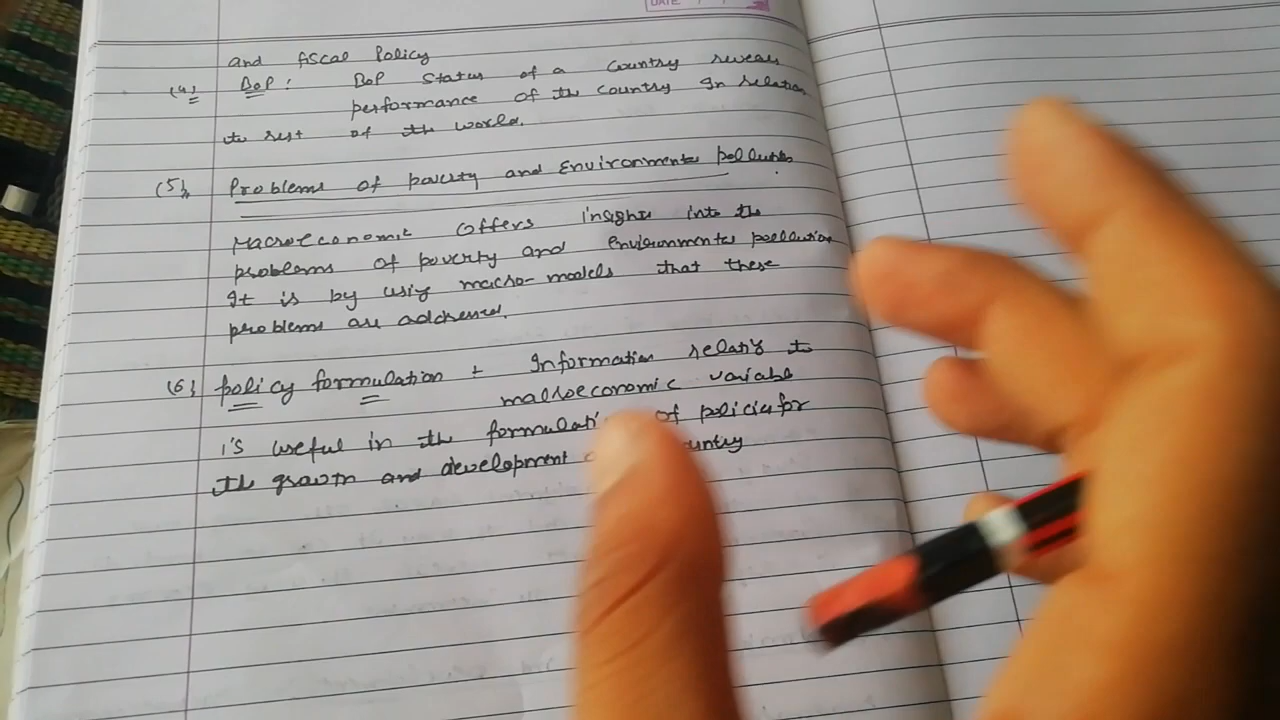 DATE
and fiscal Policy
(4) BoP : BoP Status of a country reveals
performance of the country In relation
to rest of the world.
(5) Problems of poverty and Environmental pollution
Macroeconomic offers insights into the
problems of poverty and environmental pollution
It is by using macro-models that these
problems are addressed.
(6) policy formulation : Information relating to
macroeconomic variable
is useful in the formulati of policies for
the growth and development untry